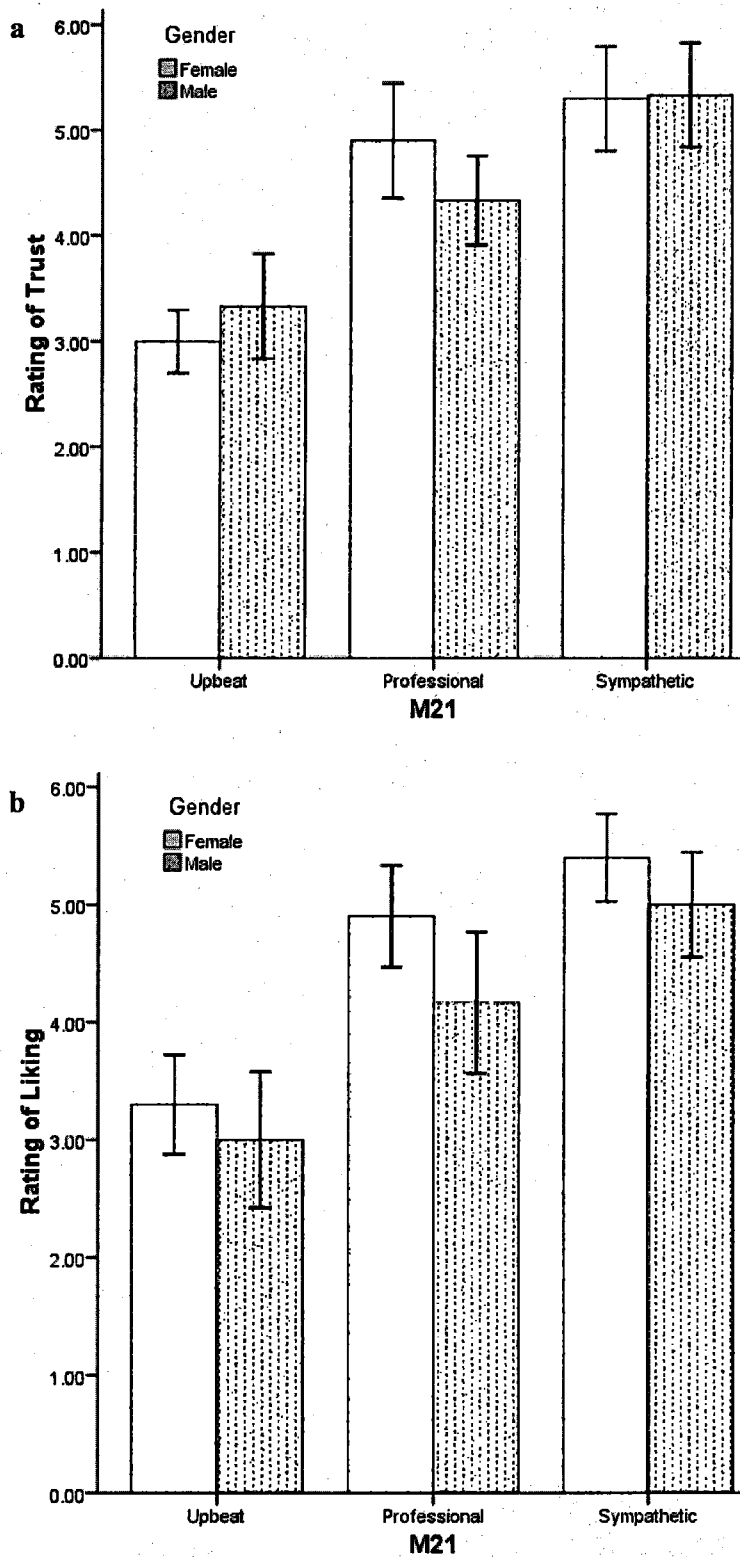 a
6.00
Gender
Female
Male
5.00
4.00
3.00
2.00
1.00
0.00
Rating of Trust
Upbeat Professional Sympathetic
M21
b
6.00
Gender
Female
Male
5.00
4.00
3.00
2.00
1.00
0.00
Rating of Liking
Upbeat Professional Sympathetic
M21